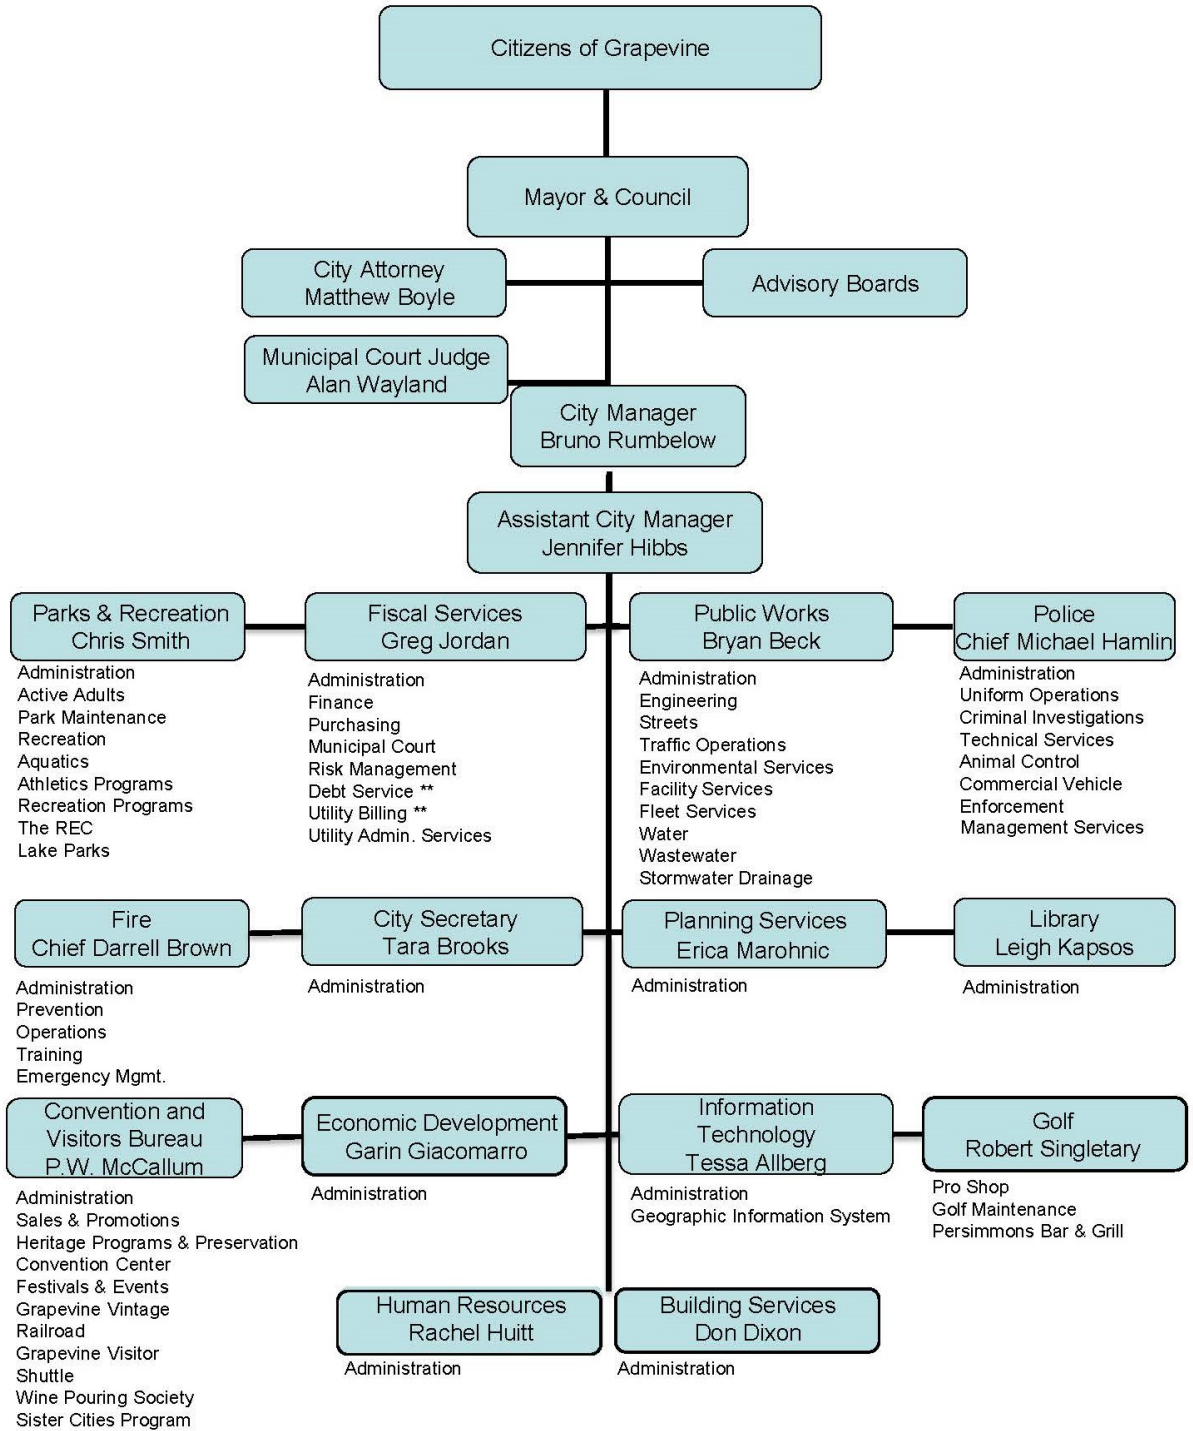 Citizens of Grapevine
Mayor & Council
City Attorney
Matthew Boyle
Advisory Boards
Municipal Court Judge
Alan Wayland
City Manager
Bruno Rumbelow
Assistant City Manager
Jennifer Hibbs
Parks & Recreation
Chris Smith
Administration
Active Adults
Park Maintenance
Recreation
Aquatics
Athletics Programs
Recreation Programs
The REC
Lake Parks
Fiscal Services
Greg Jordan
Administration
Finance
Purchasing
Municipal Court
Risk Management
Debt Service **
Utility Billing **
Utility Admin. Services
Public Works
Bryan Beck
Administration
Engineering
Streets
Traffic Operations
Environmental Services
Facility Services
Fleet Services
Water
Wastewater
Stormwater Drainage
Police
Chief Michael Hamlin
Administration
Uniform Operations
Criminal Investigations
Technical Services
Animal Control
Commercial Vehicle
Enforcement
Management Services
Fire
Chief Darrell Brown
Administration
Prevention
Operations
Training
Emergency Mgmt.
City Secretary
Tara Brooks
Administration
Planning Services
Erica Marohnic
Administration
Library
Leigh Kapsos
Administration
Convention and
Visitors Bureau
P.W. McCallum
Administration
Sales & Promotions
Heritage Programs & Preservation
Convention Center
Festivals & Events
Grapevine Vintage
Railroad
Grapevine Visitor
Shuttle
Wine Pouring Society
Sister Cities Program
Economic Development
Garin Giacomarro
Administration
Information
Technology
Tessa Allberg
Administration
Geographic Information System
Golf
Robert Singletary
Pro Shop
Golf Maintenance
Persimmons Bar & Grill
Human Resources
Rachel Huitt
Administration
Building Services
Don Dixon
Administration